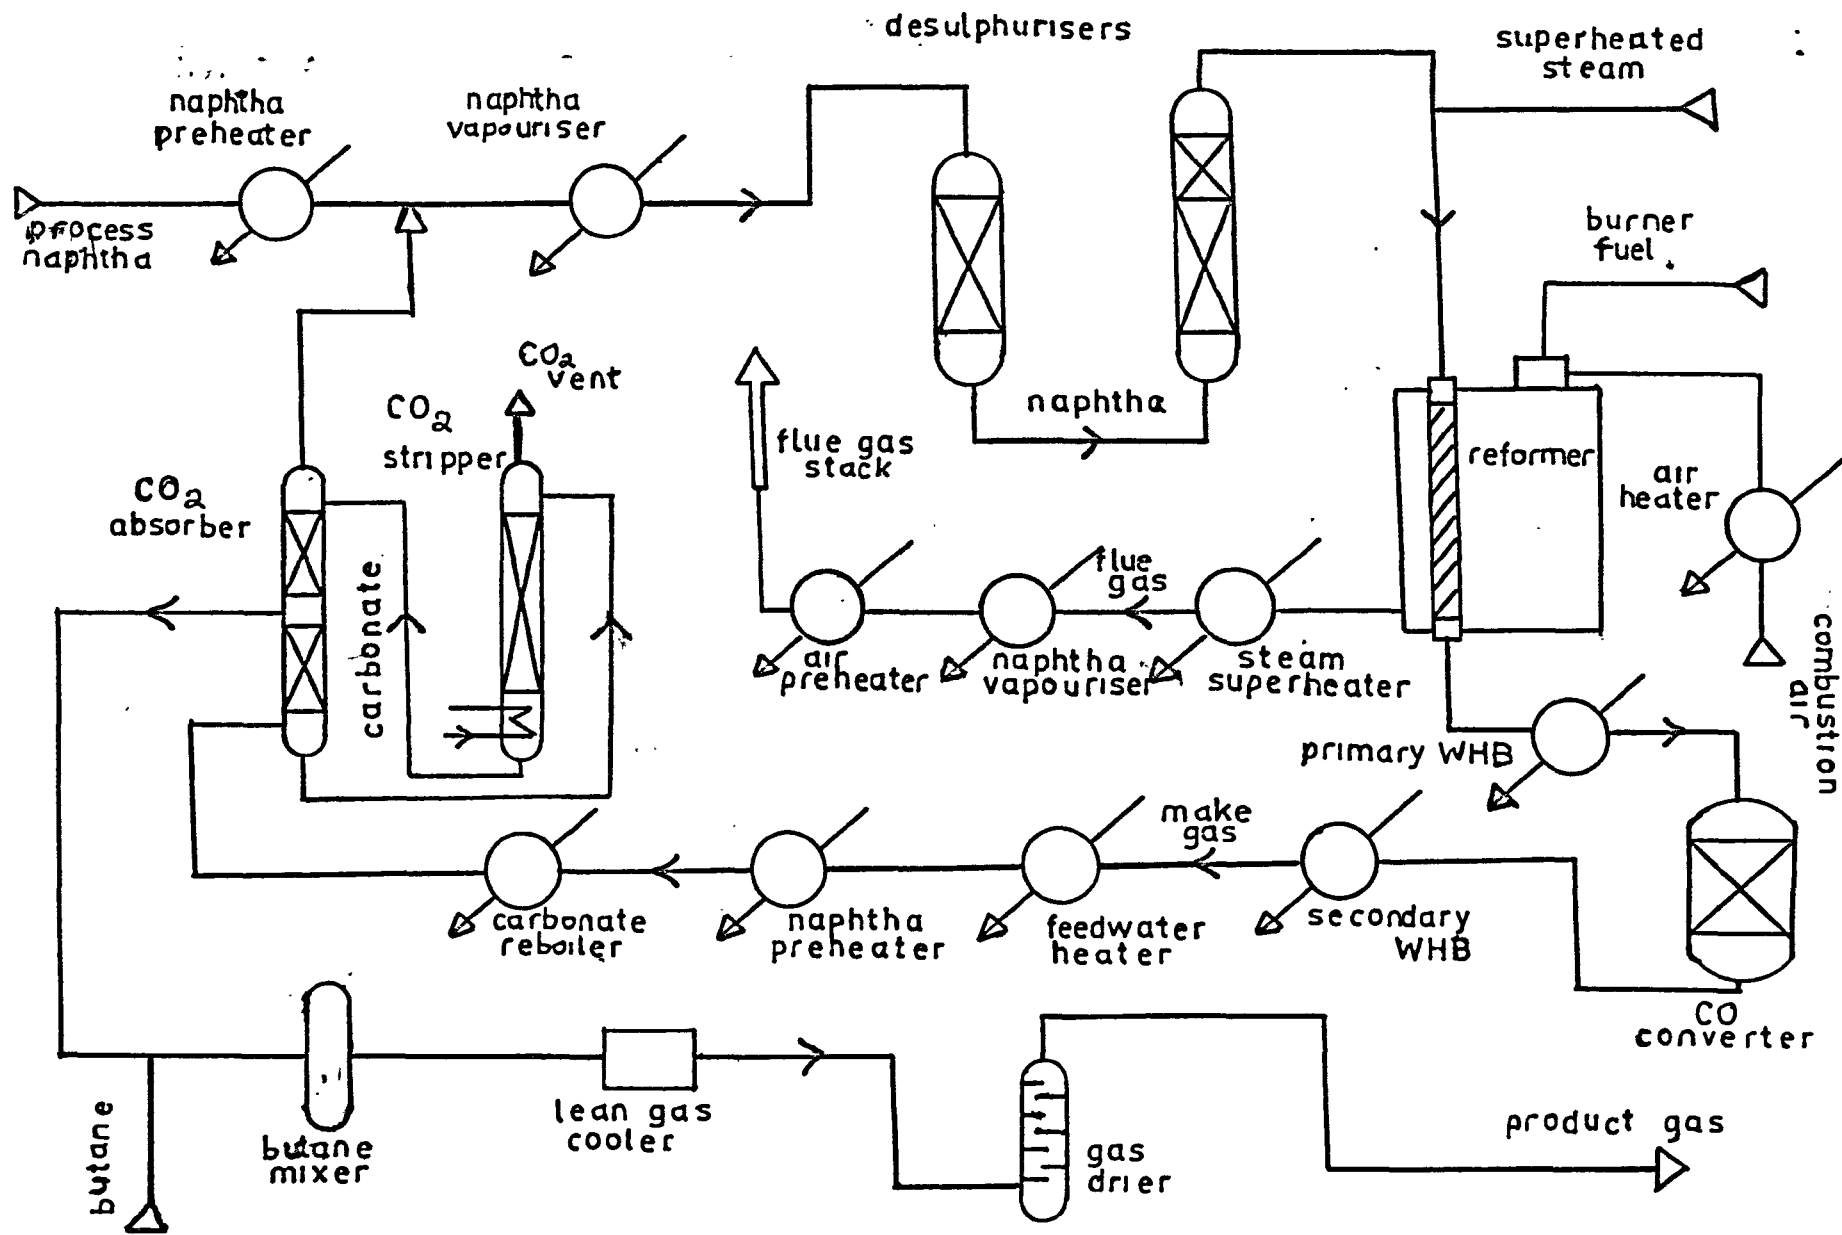 desulphurisers
superheated
steam
naphtha
preheater
naphtha
vapouriser
process
naphtha
burner
fuel
CO2
vent
CO2
stripper
naphtha
flue gas
stack
reformer
air
heater
CO2
absorber
carbonate
flue
gas
air
preheater
naphtha
vapouriser
steam
superheater
combustion
air
primary WHB
make
gas
carbonate
reboiler
naphtha
preheater
feedwater
heater
secondary
WHB
CO
converter
butane
butane
mixer
lean gas
cooler
gas
drier
product gas